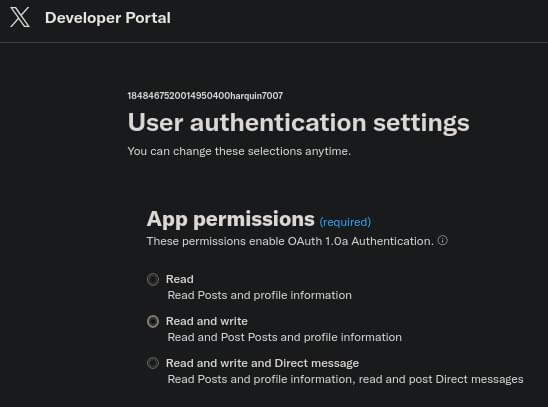 Developer Portal
1848467520014950400harquin7007
User authentication settings
You can change these selections anytime.
App permissions (required)
These permissions enable OAuth 1.0a Authentication.
Read
Read Posts and profile information
Read and write
Read and Post Posts and profile information
Read and write and Direct message
Read Posts and profile information, read and post Direct messages